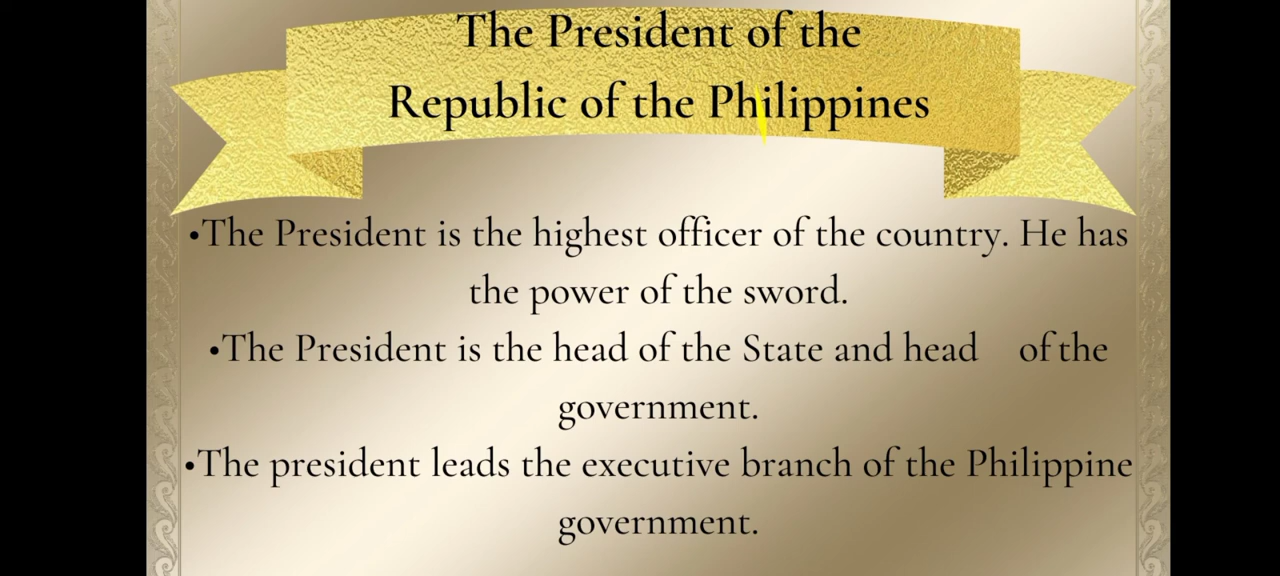 The President of the
Republic of the Philippines
•The President is the highest officer of the country. He has
the power of the sword.
•The President is the head of the State and head of the
government.
•The president leads the executive branch of the Philippine
government.